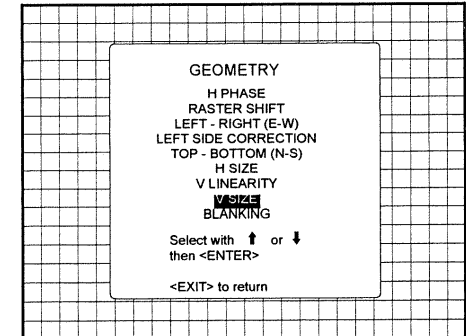 GEOMETRY
H PHASE
RASTER SHIFT
LEFT - RIGHT (E-W)
LEFT SIDE CORRECTION
TOP - BOTTOM (N-S)
H SIZE
V LINEARITY
V SIZE
BLANKING
Select with ⬆ or ⬇
then <ENTER>
<EXIT> to return